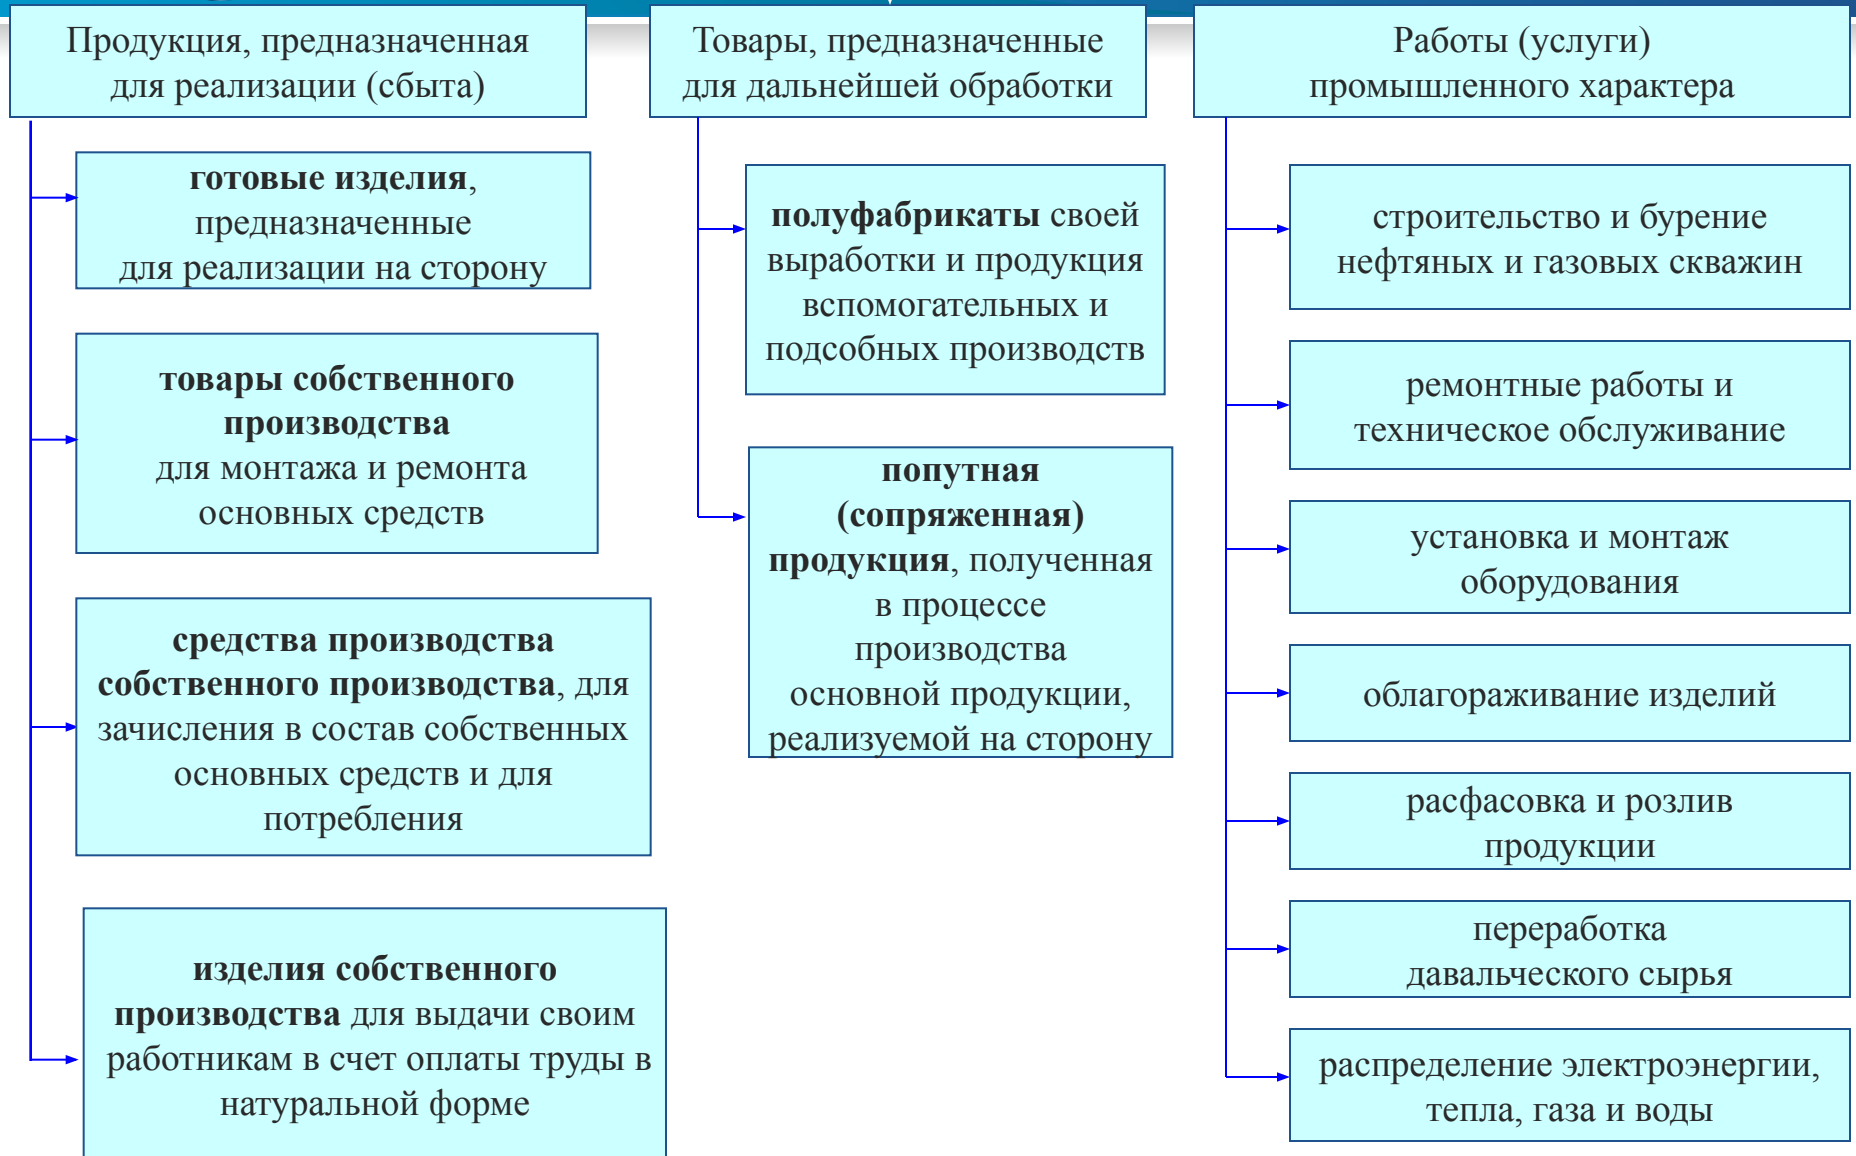 Продукция, предназначенная
для реализации (сбыта)
готовые изделия,
предназначенные
для реализации на сторону
товары собственного
производства
для монтажа и ремонта
основных средств
средства производства
собственного производства, для
зачисления в состав собственных
основных средств и для
потребления
изделия собственного
производства для выдачи своим
работникам в счет оплаты труды в
натуральной форме
Товары, предназначенные
для дальнейшей обработки
полуфабрикаты своей
выработки и продукция
вспомогательных и
подсобных производств
попутная
(сопряженная)
продукция, полученная
в процессе
производства
основной продукции,
реализуемой на сторону
Работы (услуги)
промышленного характера
строительство и бурение
нефтяных и газовых скважин
ремонтные работы и
техническое обслуживание
установка и монтаж
оборудования
облагораживание изделий
расфасовка и розлив
продукции
переработка
давальческого сырья
распределение электроэнергии,
тепла, газа и воды